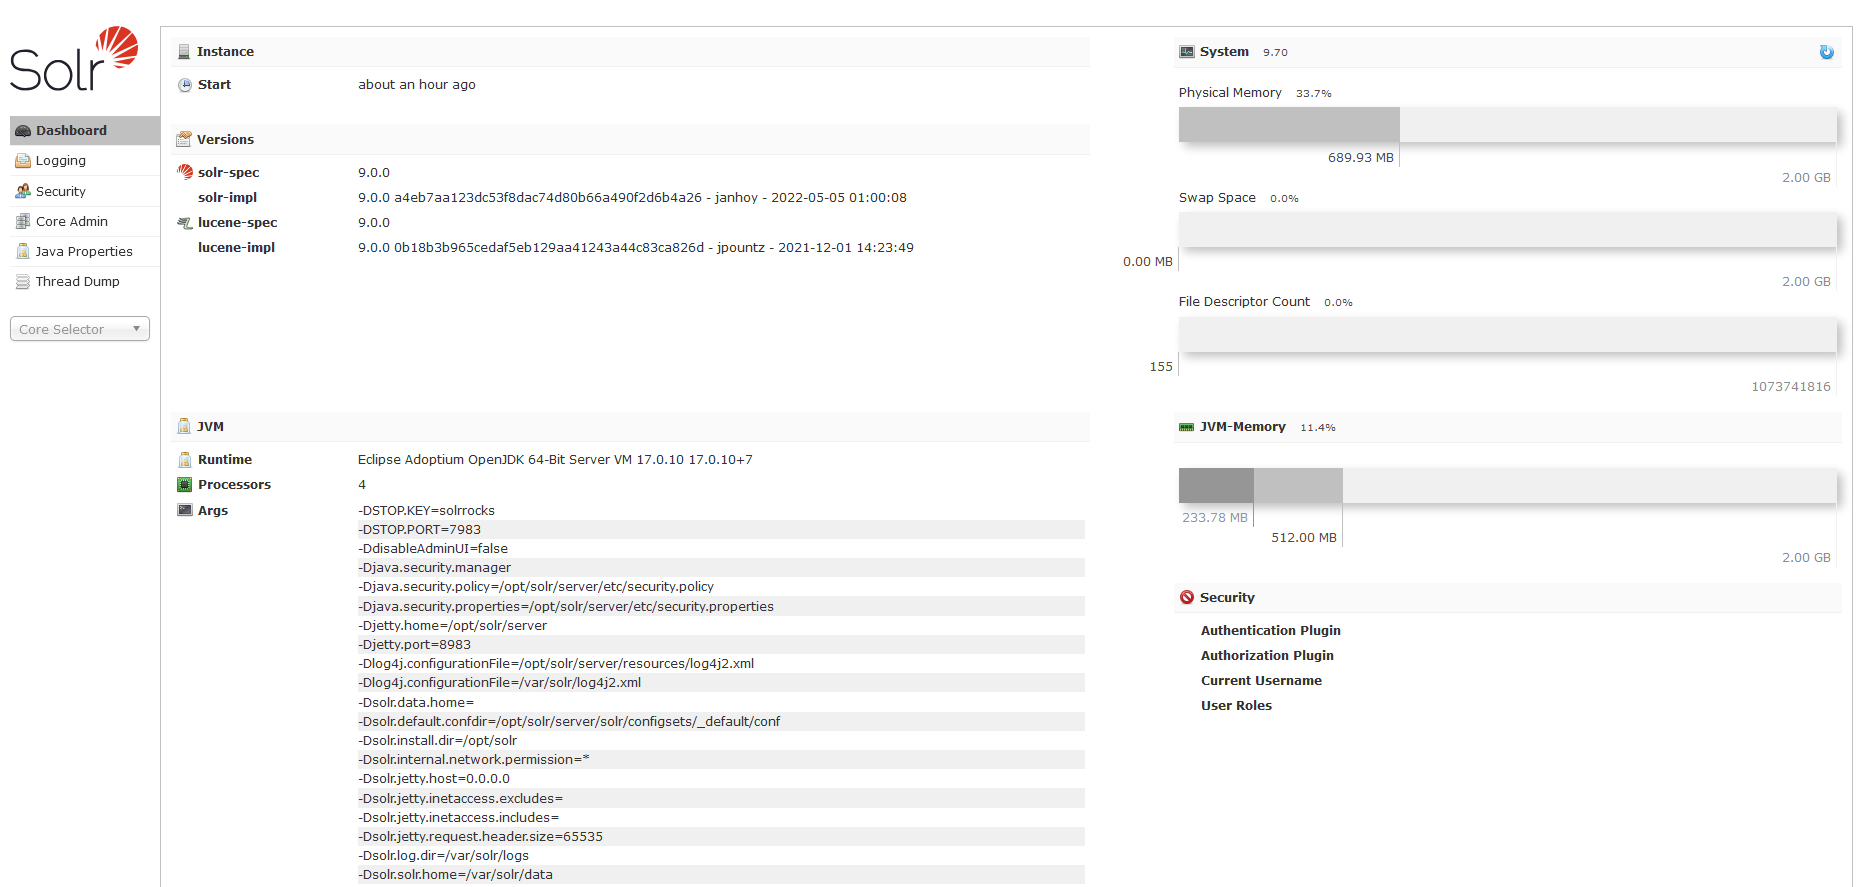 Solr
Dashboard
Logging
Security
Core Admin
Java Properties
Thread Dump
Core Selector
Instance
Start about an hour ago
Versions
solr-spec 9.0.0
solr-impl 9.0.0 a4eb7aa123dc53f8dac74d80b66a490f2d6b4a26 - janhoy - 2022-05-05 01:00:08
lucene-spec 9.0.0
lucene-impl 9.0.0 0b18b3b965cedaf5eb129aa41243a44c83ca826d - jpountz - 2021-12-01 14:23:49
JVM
Runtime Eclipse Adoptium OpenJDK 64-Bit Server VM 17.0.10 17.0.10+7
Processors 4
Args -DSTOP.KEY=solrrocks
-DSTOP.PORT=7983
-DdisableAdminUI=false
-Djava.security.manager
-Djava.security.policy=/opt/solr/server/etc/security.policy
-Djava.security.properties=/opt/solr/server/etc/security.properties
-Djetty.home=/opt/solr/server
-Djetty.port=8983
-Dlog4j.configurationFile=/opt/solr/server/resources/log4j2.xml
-Dlog4j.configurationFile=/var/solr/log4j2.xml
-Dsolr.data.home=
-Dsolr.default.confdir=/opt/solr/server/solr/configsets/_default/conf
-Dsolr.install.dir=/opt/solr
-Dsolr.internal.network.permission=*
-Dsolr.jetty.host=0.0.0.0
-Dsolr.jetty.inetaccess.excludes=
-Dsolr.jetty.inetaccess.includes=
-Dsolr.jetty.request.header.size=65535
-Dsolr.log.dir=/var/solr/logs
-Dsolr.solr.home=/var/solr/data
System 9.70
Physical Memory 33.7%
689.93 MB
2.00 GB
Swap Space 0.0%
0.00 MB
2.00 GB
File Descriptor Count 0.0%
155
1073741816
JVM-Memory 11.4%
233.78 MB
512.00 MB
2.00 GB
Security
Authentication Plugin
Authorization Plugin
Current Username
User Roles